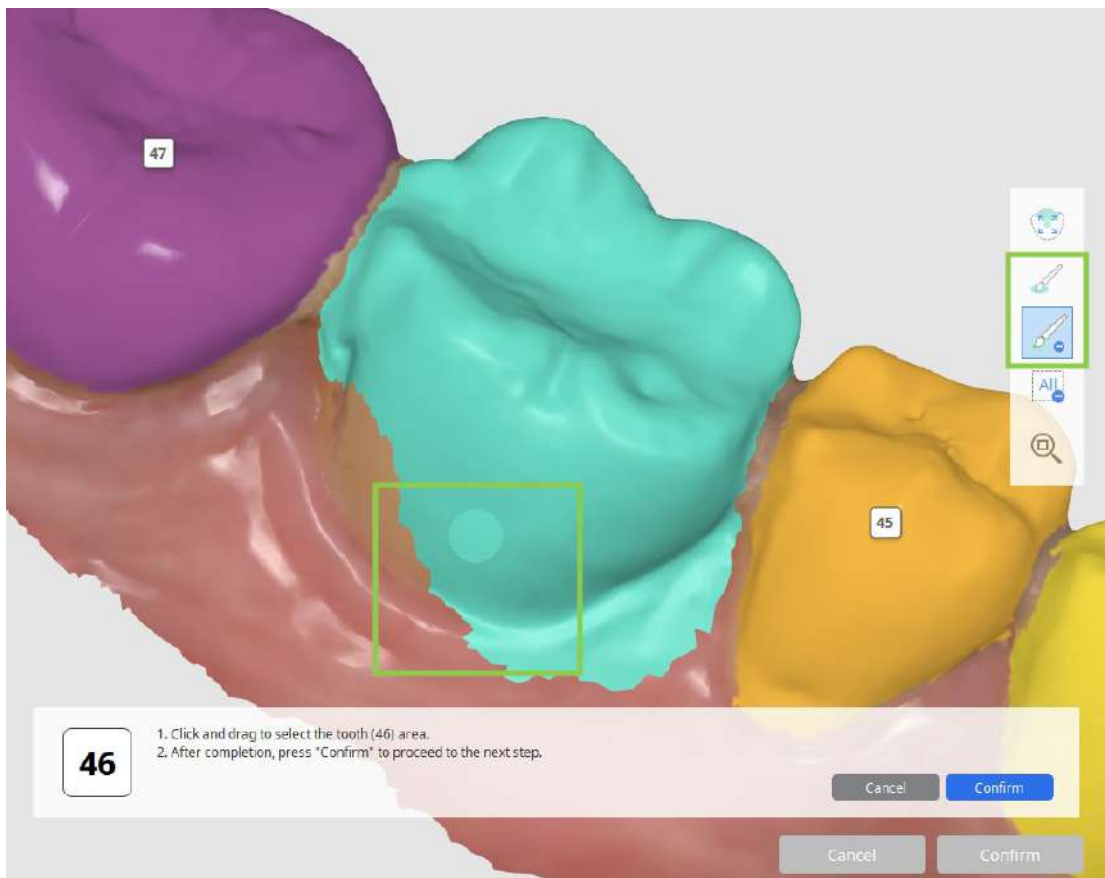 47
45
All
46
1. Click and drag to select the tooth (46) area.
2. After completion, press "Confirm" to proceed to the next step.
Cancel
Confirm
Cancel
Confirm